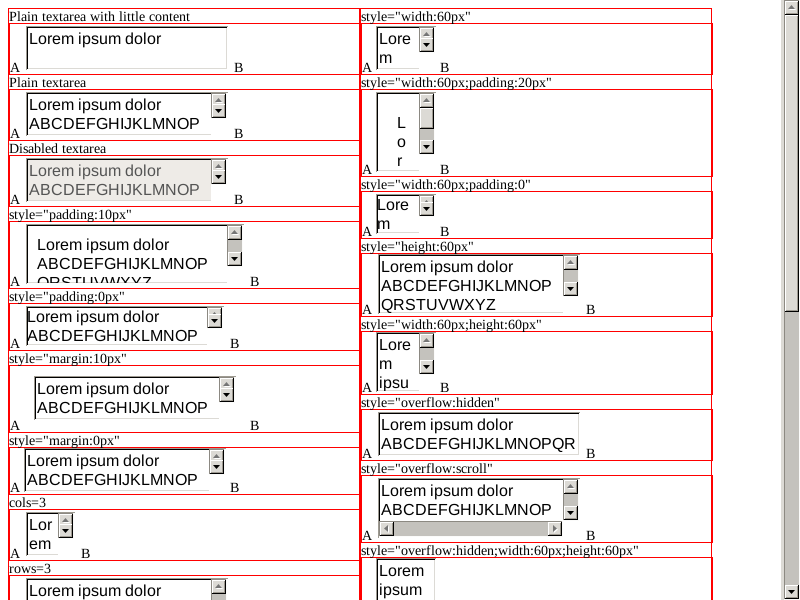 Plain textarea with little content
Lorem ipsum dolor
A B
Plain textarea
Lorem ipsum dolor
ABCDEFGHIJKLMNOP
A B
Disabled textarea
Lorem ipsum dolor
ABCDEFGHIJKLMNOP
A B
style="padding:10px"
Lorem ipsum dolor
ABCDEFGHIJKLMNOP
QRSTUVWXYZ
A B
style="padding:0px"
Lorem ipsum dolor
ABCDEFGHIJKLMNOP
A B
style="margin:10px"
Lorem ipsum dolor
ABCDEFGHIJKLMNOP
A B
style="margin:0px"
Lorem ipsum dolor
ABCDEFGHIJKLMNOP
A B
cols=3
Lor
em
A B
rows=3
Lorem ipsum dolor
style="width:60px"
Lore
m
A B
style="width:60px;padding:20px"
L
o
r
A B
style="width:60px;padding:0"
Lore
m
A B
style="height:60px"
Lorem ipsum dolor
ABCDEFGHIJKLMNOP
QRSTUVWXYZ
A B
style="width:60px;height:60px"
Lore
m
ipsu
A B
style="overflow:hidden"
Lorem ipsum dolor
ABCDEFGHIJKLMNOPQR
A B
style="overflow:scroll"
Lorem ipsum dolor
ABCDEFGHIJKLMNOP
A B
style="overflow:hidden;width:60px;height:60px"
Lorem
ipsum